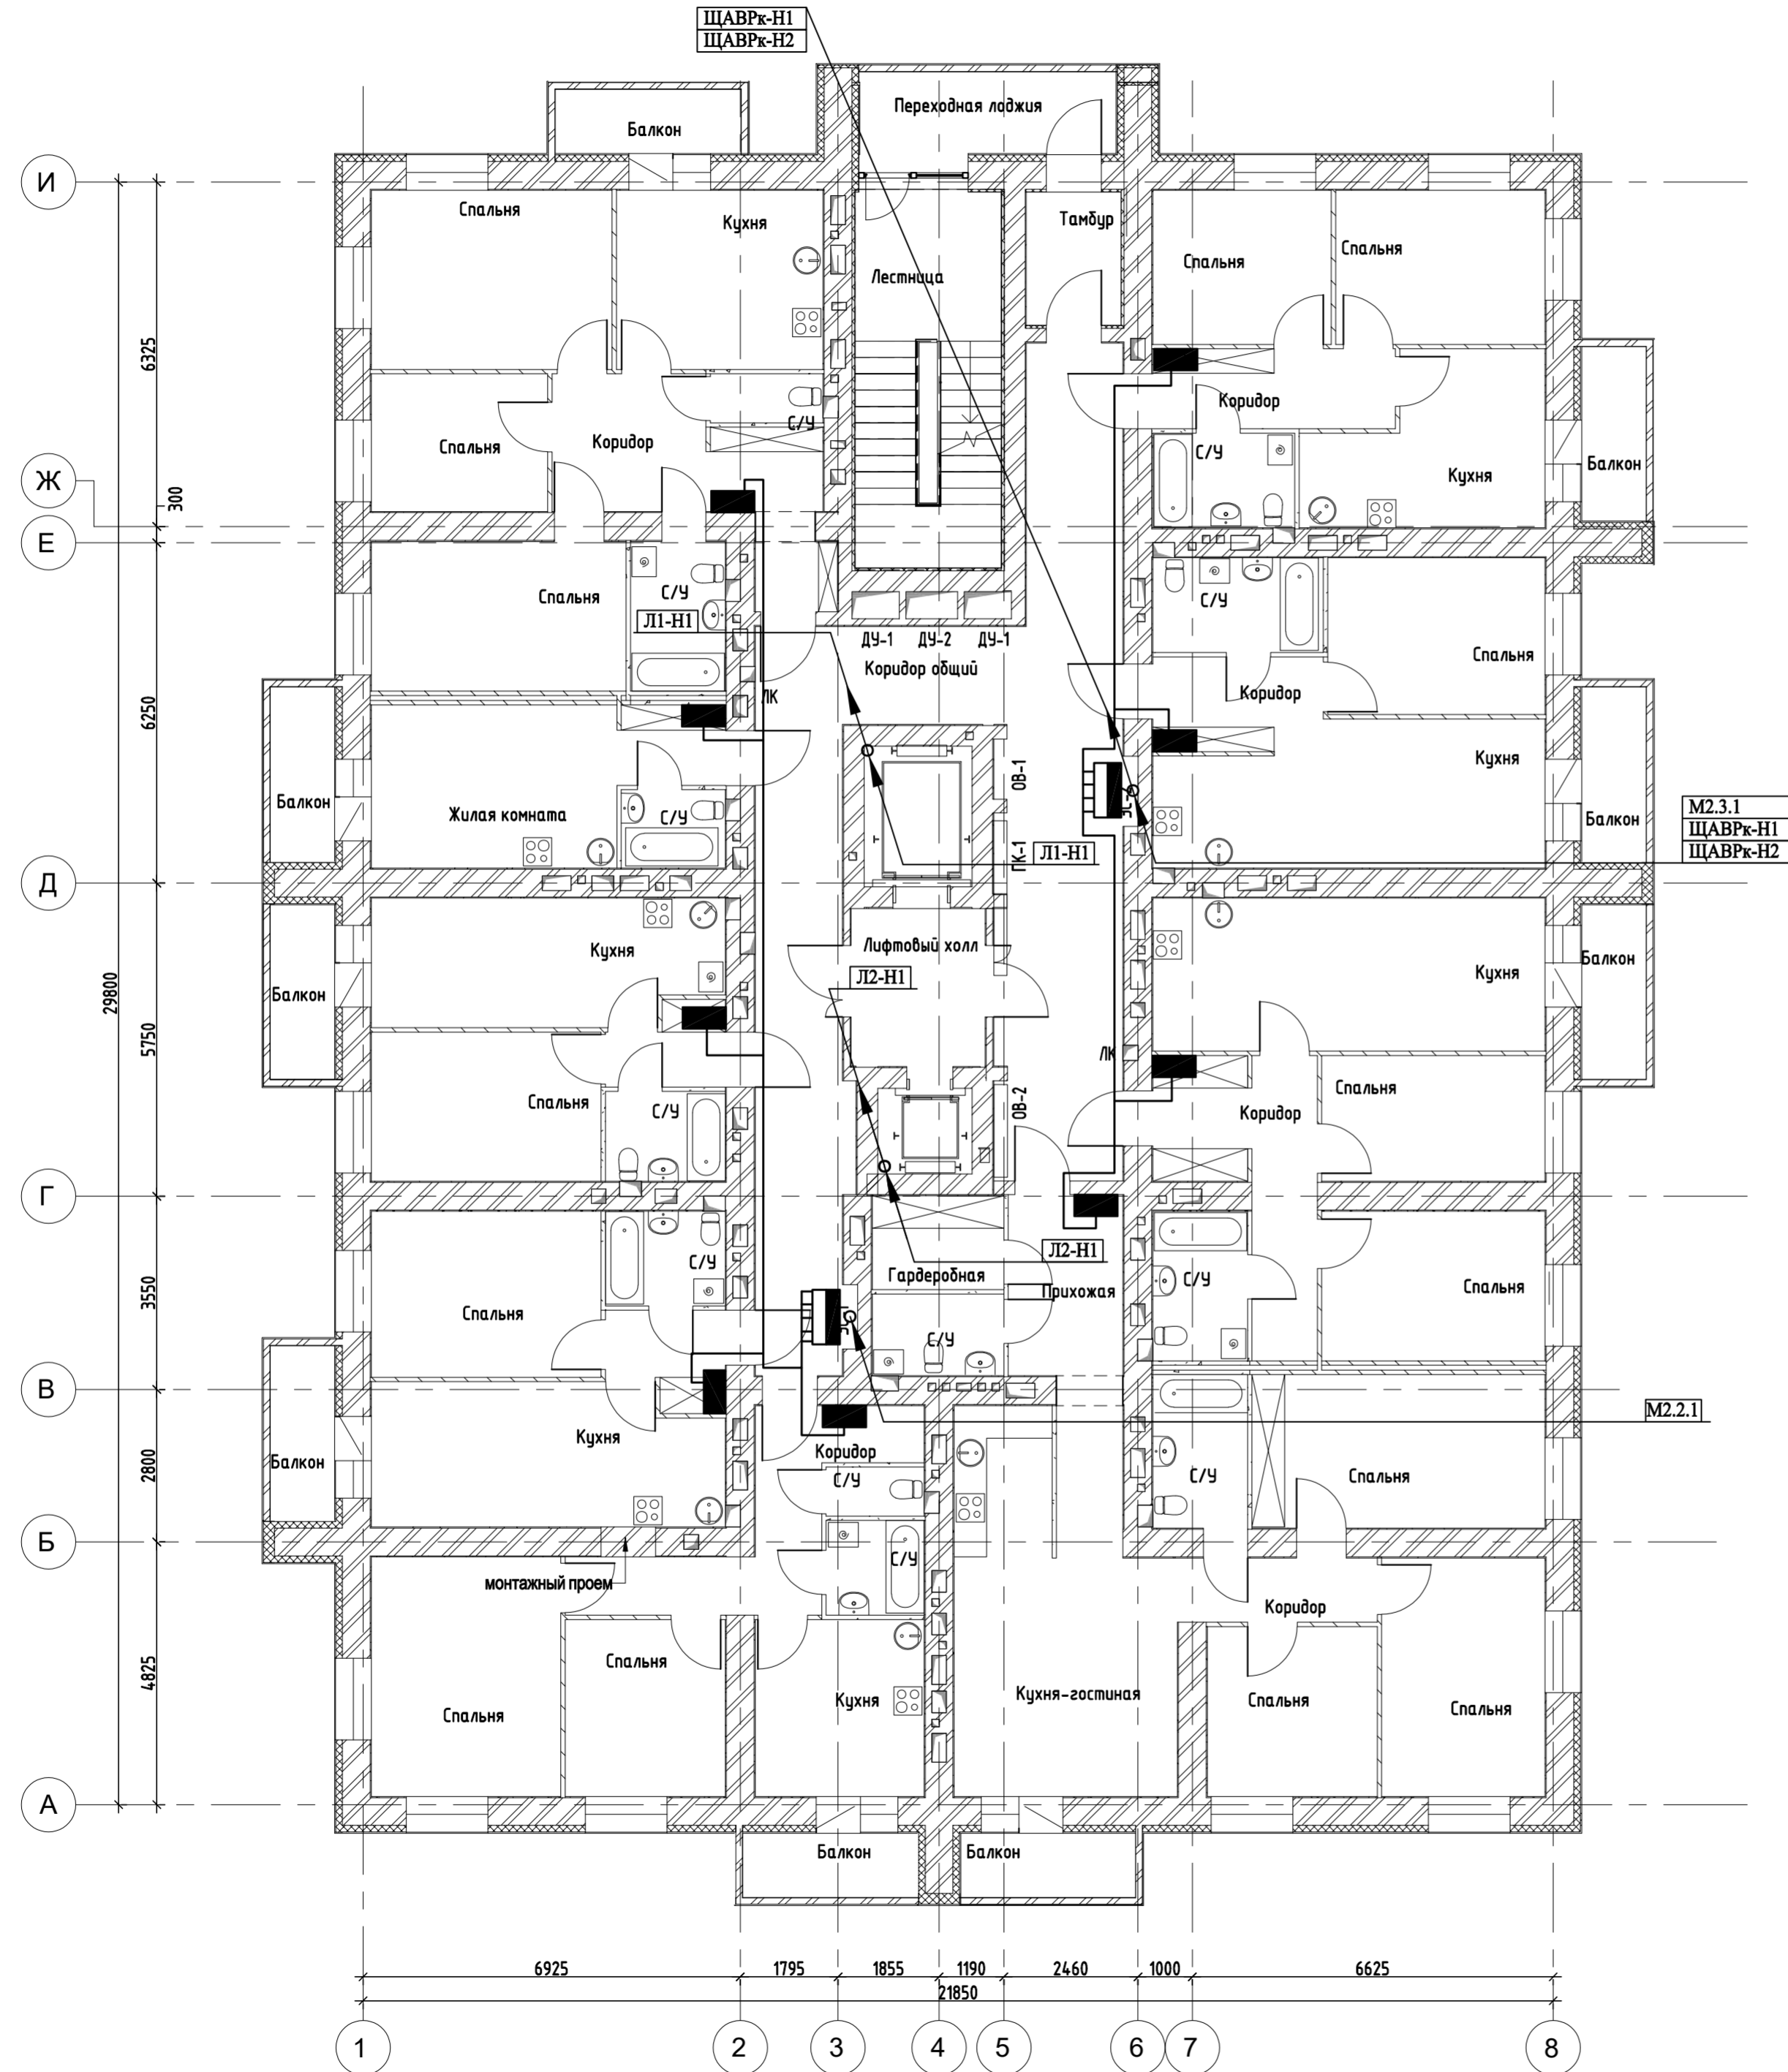 ЩАВРк-Н1
ЩАВРк-Н2
Переходная лоджия
Балкон
И
Спальня
Кухня
Тамбур
Лестница
Спальня
Спальня
6325
Коридор
С/У
Спальня
Коридор
С/У
Кухня
Балкон
Ж
300
Е
Спальня
С/У
С/У
Л1-Н1
ДУ-1
ДУ-2
ДУ-1
Коридор общий
Спальня
6250
ЛК
Коридор
Кухня
ОВ-1
Балкон
Жилая комната
С/У
Балкон
М2.3.1
ЩАВРк-Н1
ЩАВРк-Н2
ПК-1
Л1-Н1
Д
Кухня
Лифтовый холл
Кухня
Балкон
29800
Балкон
Л2-Н1
5750
ЛК
Спальня
Спальня
С/У
ОВ-2
Коридор
Г
Л2-Н1
С/У
Гардеробная
Прихожая
С/У
Спальня
3550
Спальня
С/У
В
М2.2.1
Кухня
Коридор
Балкон
2800
С/У
С/У
Спальня
Б
С/У
монтажный проем
Коридор
Спальня
4825
Спальня
Кухня
Кухня-гостиная
Спальня
Спальня
А
Балкон
Балкон
6925
1795
1855
1190
2460
1000
6625
21850
1
2
3
4
5
6
7
8